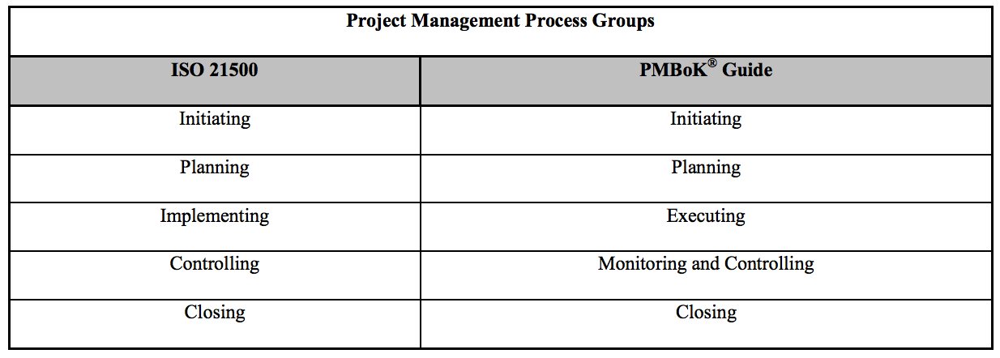 Project Management Process Groups
ISO 21500 PMBoK® Guide
Initiating Initiating
Planning Planning
Implementing Executing
Controlling Monitoring and Controlling
Closing Closing